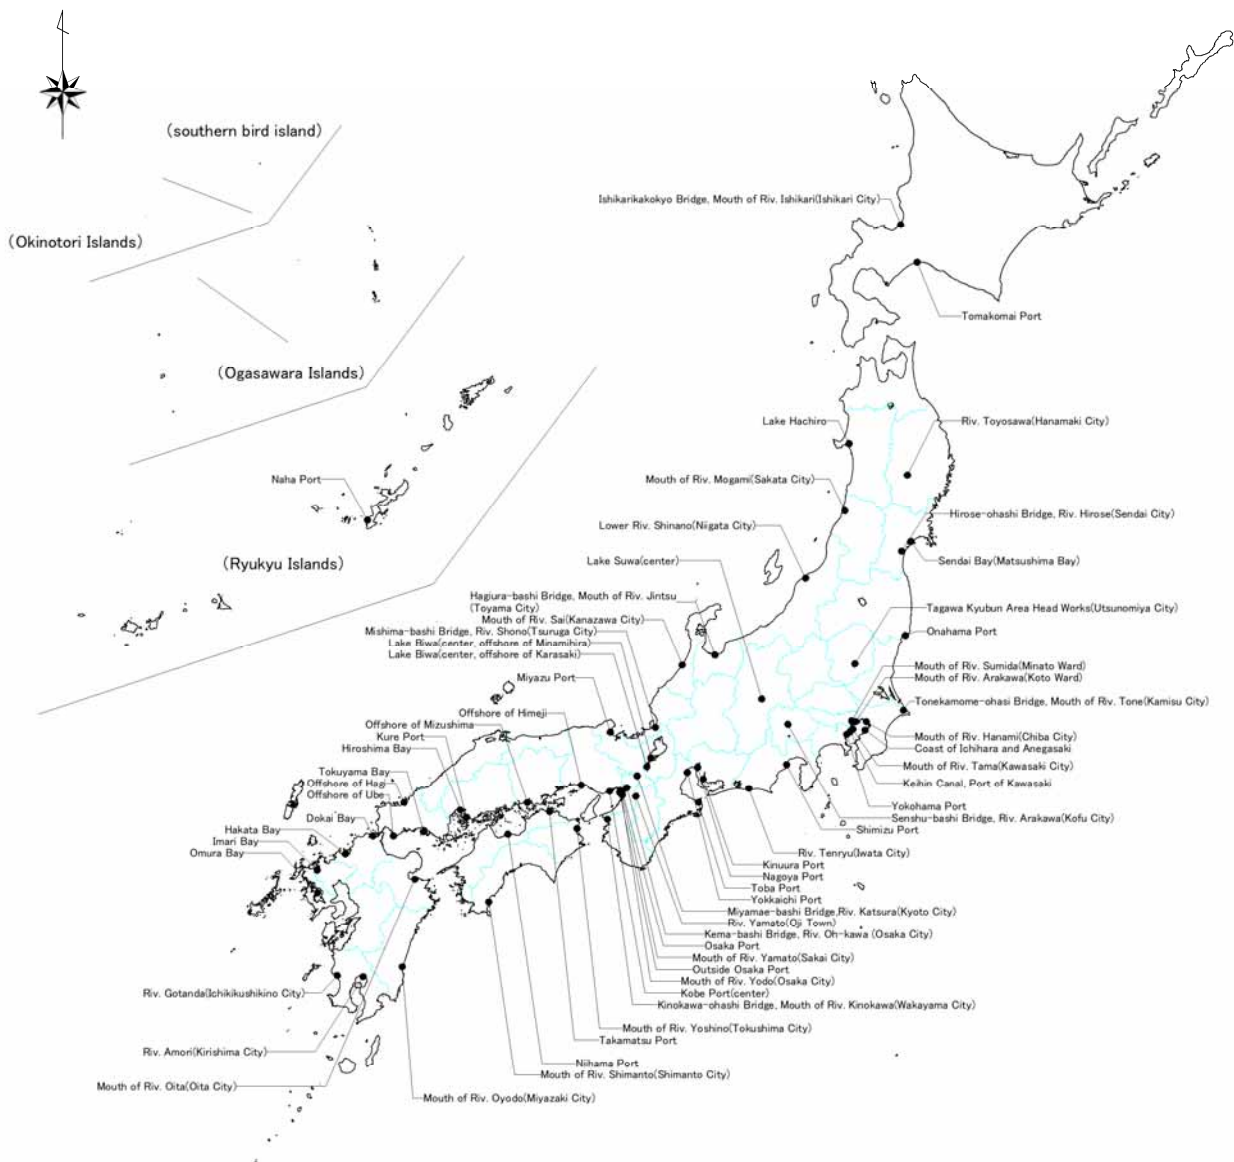 (southern bird island)
Ishikarikakokyo Bridge, Mouth of Riv. Ishikari(Ishikari City)
(Okinotori Islands)
Tomakomai Port
(Ogasawara Islands)
Lake Hachiro
Riv. Toyosawa(Hanamaki City)
Naha Port
Mouth of Riv. Mogami(Sakata City)
Hirose-ohashi Bridge, Riv. Hirose(Sendai City)
Lower Riv. Shinano(Niigata City)
Lake Suwa(center)
Sendai Bay(Matsushima Bay)
(Ryukyu Islands)
Hagiura-bashi Bridge, Mouth of Riv. Jintsu
(Toyama City)
Tagawa Kyubun Area Head Works(Utsunomiya City)
Mouth of Riv. Sai(Kanazawa City)
Mishima-bashi Bridge, Riv. Shono(Tsuruga City)
Onahama Port
Lake Biwa(center, offshore of Minamihira)
Lake Biwa(center, offshore of Karasaki)
Mouth of Riv. Sumida(Minato Ward)
Mouth of Riv. Arakawa(Koto Ward)
Miyazu Port
Tonekamome-ohasi Bridge, Mouth of Riv. Tone(Kamisu City)
Offshore of Himeji
Offshore of Mizushima
Kure Port
Mouth of Riv. Hanami(Chiba City)
Hiroshima Bay
Coast of Ichihara and Anegasaki
Mouth of Riv. Tama(Kawasaki City)
Tokuyama Bay
Offshore of Hagi
Keihin Canal, Port of Kawasaki
Offshore of Ube
Yokohama Port
Dokai Bay
Senshu-bashi Bridge, Riv. Arakawa(Kofu City)
Hakata Bay
Shimizu Port
Imari Bay
Omura Bay
Riv. Tenryu(Iwata City)
Kinuura Port
Nagoya Port
Toba Port
Yokkaichi Port
Miyamae-bashi Bridge,Riv. Katsura(Kyoto City)
Riv. Yamato(Oji Town)
Kema-bashi Bridge, Riv. Oh-kawa (Osaka City)
Osaka Port
Mouth of Riv. Yamato(Sakai City)
Outside Osaka Port
Mouth of Riv. Yodo(Osaka City)
Riv. Gotanda(Ichikikushikino City)
Kobe Port(center)
Kinokawa-ohashi Bridge, Mouth of Riv. Kinokawa(Wakayama City)
Mouth of Riv. Yoshino(Tokushima City)
Takamatsu Port
Riv. Amori(Kirishima City)
Niihama Port
Mouth of Riv. Shimanto(Shimanto City)
Mouth of Riv. Oita(Oita City)
Mouth of Riv. Oyodo(Miyazaki City)